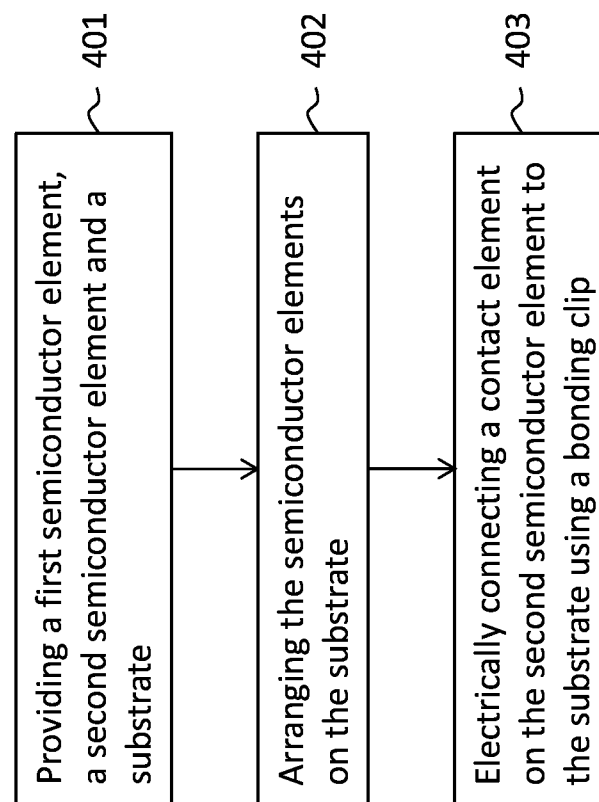 401
Providing a first semiconductor element,
a second semiconductor element and a
substrate
402
Arranging the semiconductor elements
on the substrate
403
Electrically connecting a contact element
on the second semiconductor element to
the substrate using a bonding clip